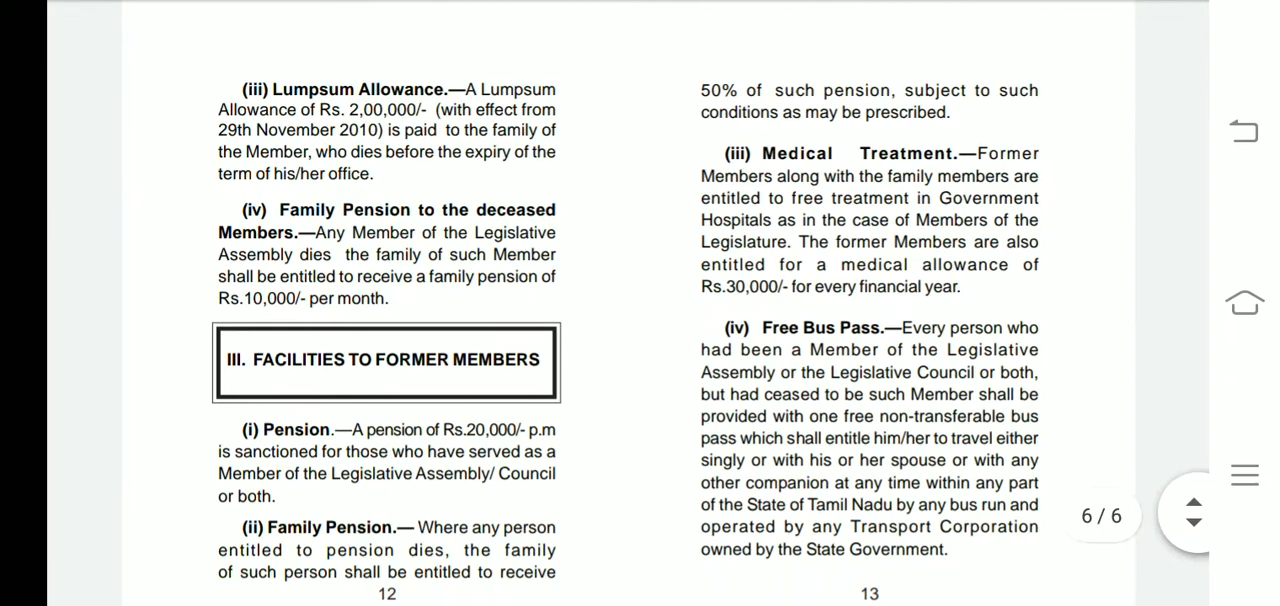 (iii) Lumpsum Allowance.—A Lumpsum
Allowance of Rs. 2,00,000/- (with effect from
29th November 2010) is paid to the family of
the Member, who dies before the expiry of the
term of his/her office.
(iv) Family Pension to the deceased
Members.—Any Member of the Legislative
Assembly dies the family of such Member
shall be entitled to receive a family pension of
Rs.10,000/- per month.
III. FACILITIES TO FORMER MEMBERS
(i) Pension.—A pension of Rs.20,000/- p.m
is sanctioned for those who have served as a
Member of the Legislative Assembly/ Council
or both.
(ii) Family Pension.— Where any person
entitled to pension dies, the family
of such person shall be entitled to receive
12
50% of such pension, subject to such
conditions as may be prescribed.
(iii) Medical Treatment.—Former
Members along with the family members are
entitled to free treatment in Government
Hospitals as in the case of Members of the
Legislature. The former Members are also
entitled for a medical allowance of
Rs.30,000/- for every financial year.
(iv) Free Bus Pass.—Every person who
had been a Member of the Legislative
Assembly or the Legislative Council or both,
but had ceased to be such Member shall be
provided with one free non-transferable bus
pass which shall entitle him/her to travel either
singly or with his or her spouse or with any
other companion at any time within any part
of the State of Tamil Nadu by any bus run and
operated by any Transport Corporation
owned by the State Government.
13
6 / 6